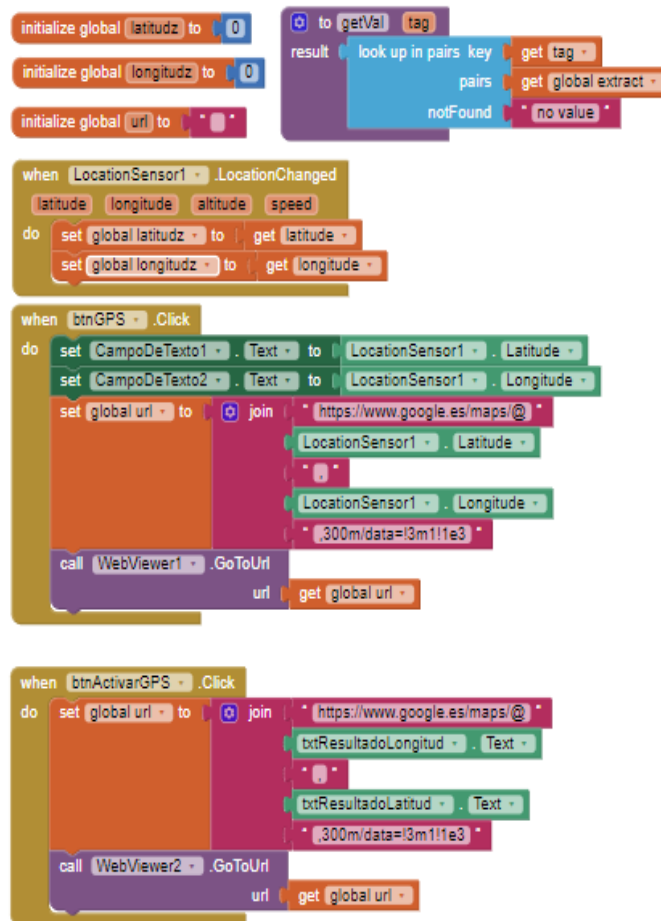 initialize global latitudz to 0
initialize global longitudz to 0
initialize global url to " "
to getVal tag
result look up in pairs key get tag
pairs get global extract
notFound " no value "
when LocationSensor1 .LocationChanged
latitude longitude altitude speed
do set global latitudz to get latitude
set global longitudz to get longitude
when btnGPS .Click
do set CampoDeTexto1 . Text to LocationSensor1 . Latitude
set CampoDeTexto2 . Text to LocationSensor1 . Longitude
set global url to join " https://www.google.es/maps/@ "
LocationSensor1 . Latitude
" , "
LocationSensor1 . Longitude
" ,300m/data=!3m1!1e3 "
call WebViewer1 .GoToUrl
url get global url
when btnActivarGPS .Click
do set global url to join " https://www.google.es/maps/@ "
txtResultadoLongitud . Text
" , "
txtResultadoLatitud . Text
" ,300m/data=!3m1!1e3 "
call WebViewer2 .GoToUrl
url get global url